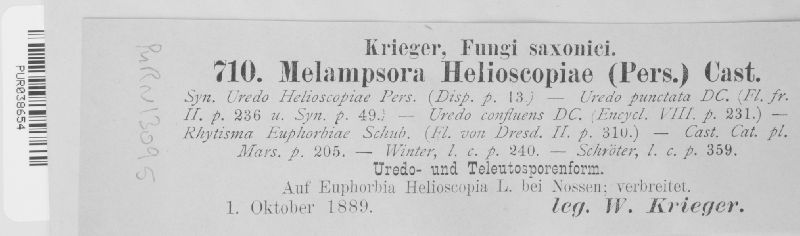 Krieger, Fungi saxonici.
710. Melampsora Helioscopiae (Pers.) Cast.
Syn. Uredo Helioscopiae Pers. (Disp. p. 13.) — Uredo punctata DC. (Fl. fr.
II. p. 236 u. Syn. p. 49.) — Uredo confluens DC. (Encycl. VIII. p. 231.) —
Rhytisma Euphorbiae Schub. (Fl. von Dresd. II. p. 310.) — Cast. Cat. pl.
Mars. p. 205. — Winter, l. c. p. 240. — Schröter, l. c. p. 359.
Uredo- und Teleutosporenform.
Auf Euphorbia Helioscopia L. bei Nossen; verbreitet.
1. Oktober 1889. leg. W. Krieger.
PUR038654
PURN13095